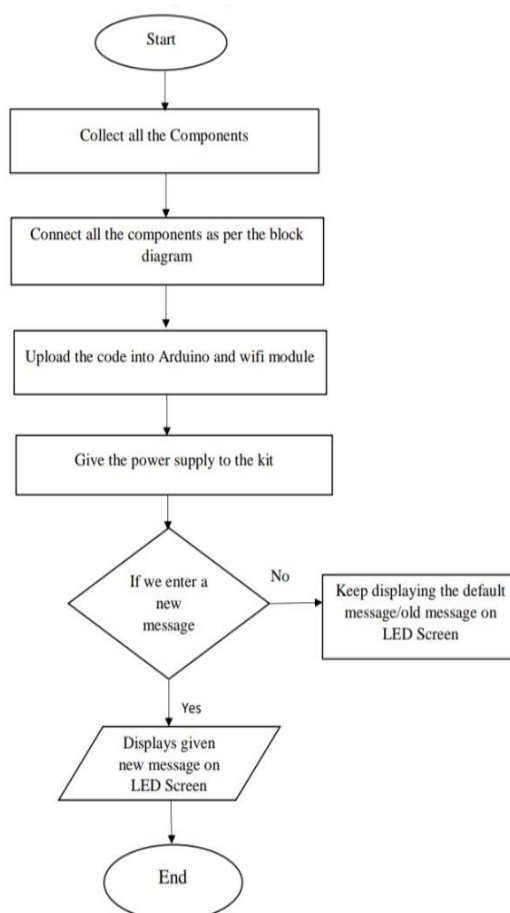 Start
Collect all the Components
Connect all the components as per the block
diagram
Upload the code into Arduino and wifi module
Give the power supply to the kit
If we enter a
new
message
No
Keep displaying the default
message/old message on
LED Screen
Yes
Displays given
new message on
LED Screen
End